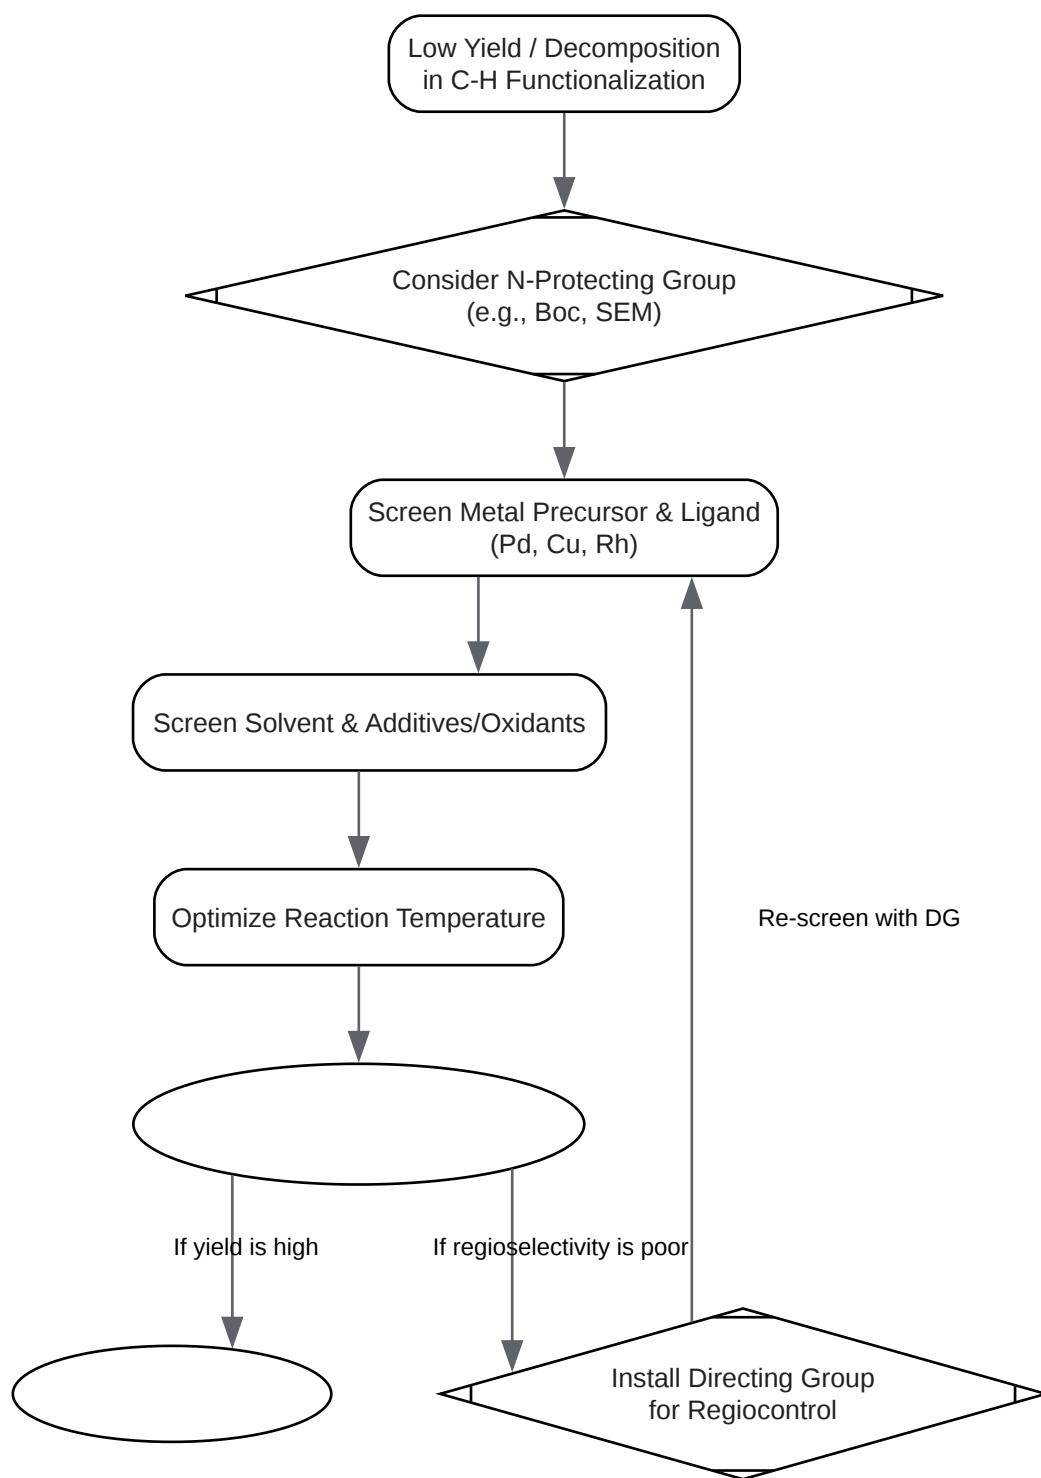 Low Yield / Decomposition
in C-H Functionalization
Consider N-Protecting Group
(e.g., Boc, SEM)
Screen Metal Precursor & Ligand
(Pd, Cu, Rh)
Screen Solvent & Additives/Oxidants
Optimize Reaction Temperature
Re-screen with DG
If yield is high
If regioselectivity is poor
Install Directing Group
for Regiocontrol